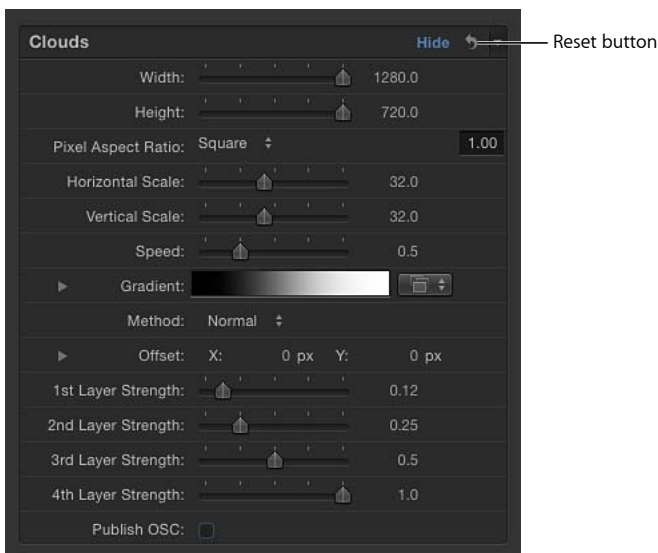 Clouds Hide Reset button
Width: 1280.0
Height: 720.0
Pixel Aspect Ratio: Square 1.00
Horizontal Scale: 32.0
Vertical Scale: 32.0
Speed: 0.5
Gradient:
Method: Normal
Offset: X: 0 px Y: 0 px
1st Layer Strength: 0.12
2nd Layer Strength: 0.25
3rd Layer Strength: 0.5
4th Layer Strength: 1.0
Publish OSC: